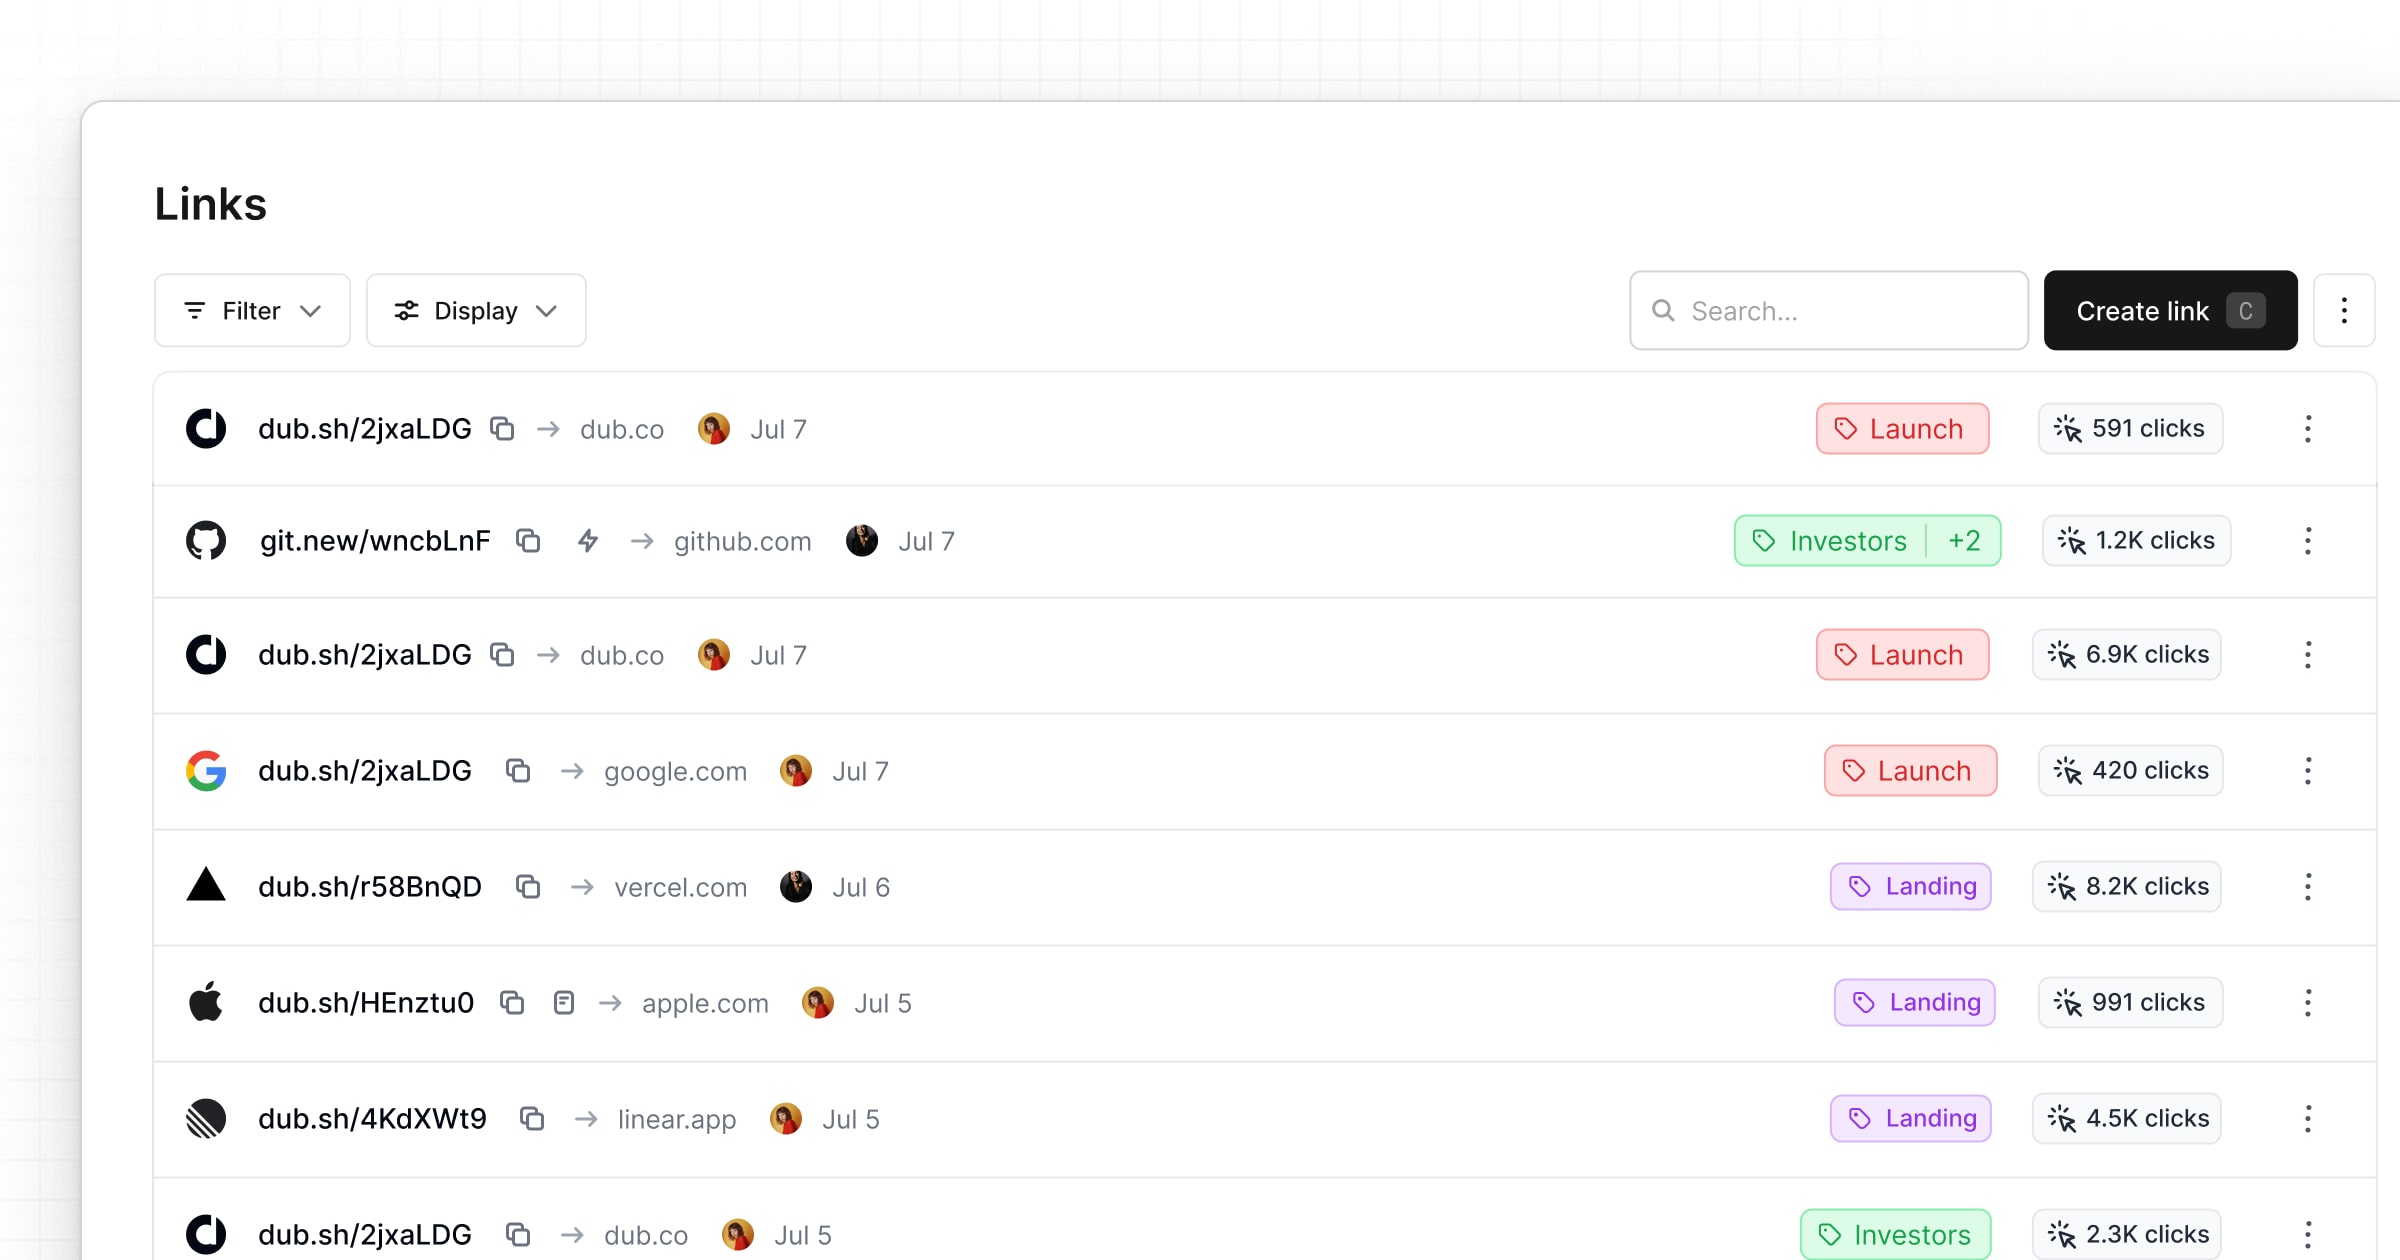 Links
Filter Display Search... Create link C
dub.sh/2jxaLDG dub.co Jul 7 Launch 591 clicks
git.new/wncbLnF github.com Jul 7 Investors +2 1.2K clicks
dub.sh/2jxaLDG dub.co Jul 7 Launch 6.9K clicks
dub.sh/2jxaLDG google.com Jul 7 Launch 420 clicks
dub.sh/r58BnQD vercel.com Jul 6 Landing 8.2K clicks
dub.sh/HEnztu0 apple.com Jul 5 Landing 991 clicks
dub.sh/4KdXWt9 linear.app Jul 5 Landing 4.5K clicks
dub.sh/2jxaLDG dub.co Jul 5 Investors 2.3K clicks